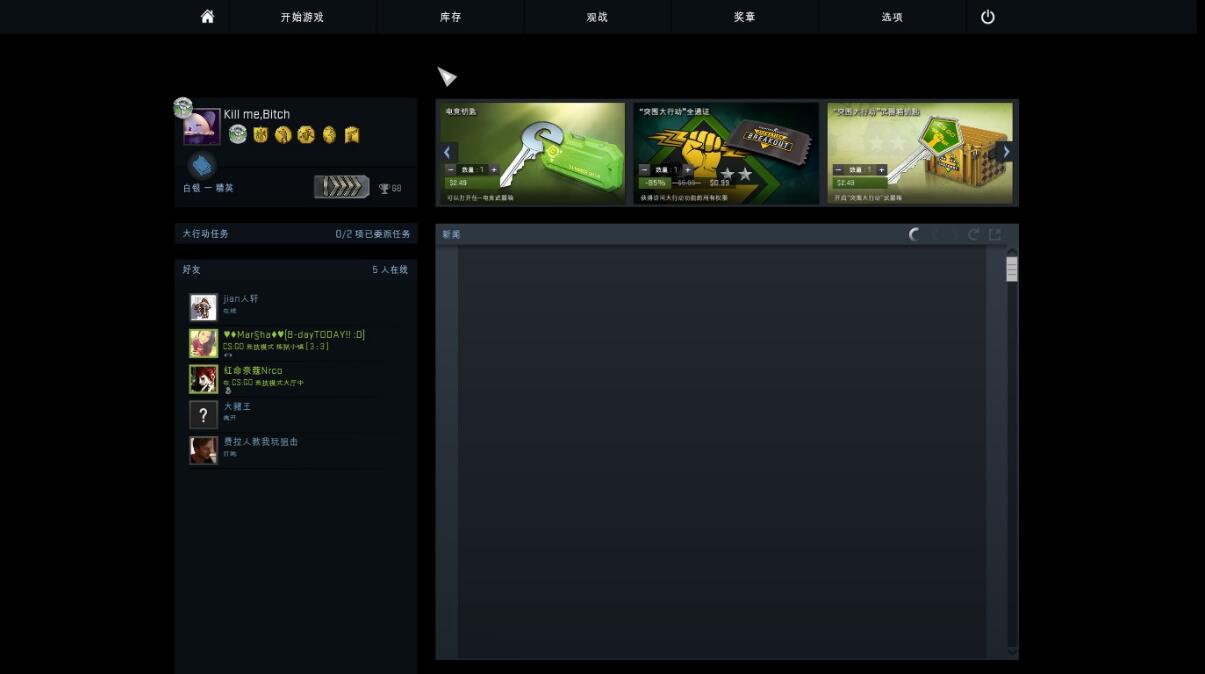 开始游戏
库存
观战
奖章
选项
Kill me,Bitch
白银 一 精英
68
电竞钥匙
数量：1
$2.49
可以打开任一电竞武器箱
“突围大行动”全通证
BREAKOUT
数量：1
-85% $5.99 $0.99
获得访问大行动功能的所有权限
“突围大行动”武器箱钥匙
数量：1
$2.49
开启“突围大行动”武器箱
大行动任务
0/2 项已委派任务
新闻
好友
5 人在线
jian人轩
在线
♥♦Mar§ha♦♥[B-dayTODAY!! :D]
CS:GO 竞技模式 炼狱小镇 [ 3 : 3 ]
红命奈蔻Nrco
在 CS:GO 竞技模式大厅中
大赌王
离开
费拉人教我玩狙击
打盹